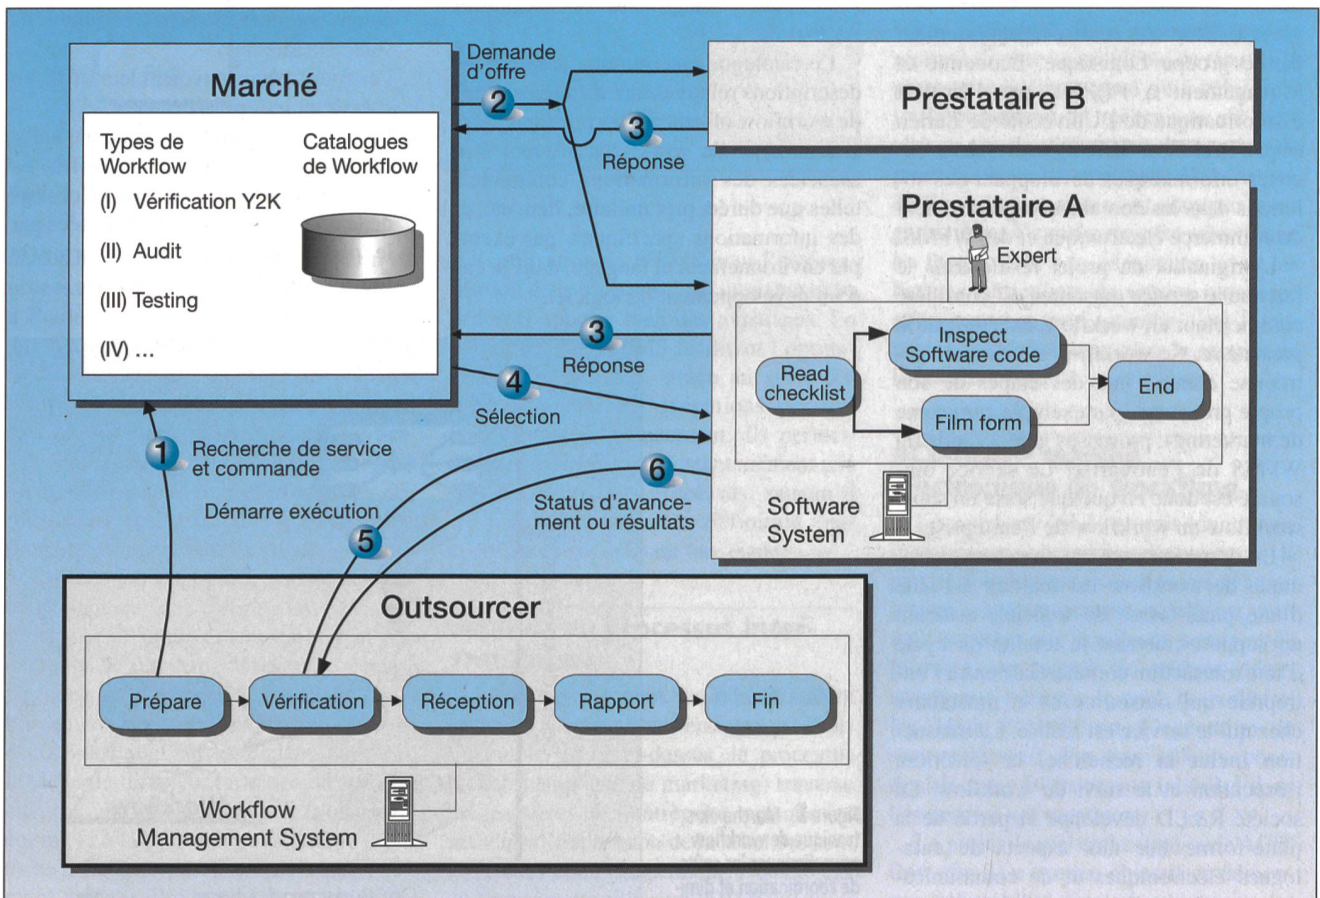 Marché
Types de
Workflow
(I) Vérification Y2K
(II) Audit
(III) Testing
(IV) ...
Catalogues
de Workflow
Demande
d'offre
2
3
Réponse
Prestataire B
Prestataire A
Expert
Read
checklist
Inspect
Software code
Film form
End
Software
System
3
Réponse
4
Sélection
1
Recherche de service
et commande
Démarre exécution
5
6
Status d'avance-
ment ou résultats
Outsourcer
Prépare
Vérification
Réception
Rapport
Fin
Workflow
Management System